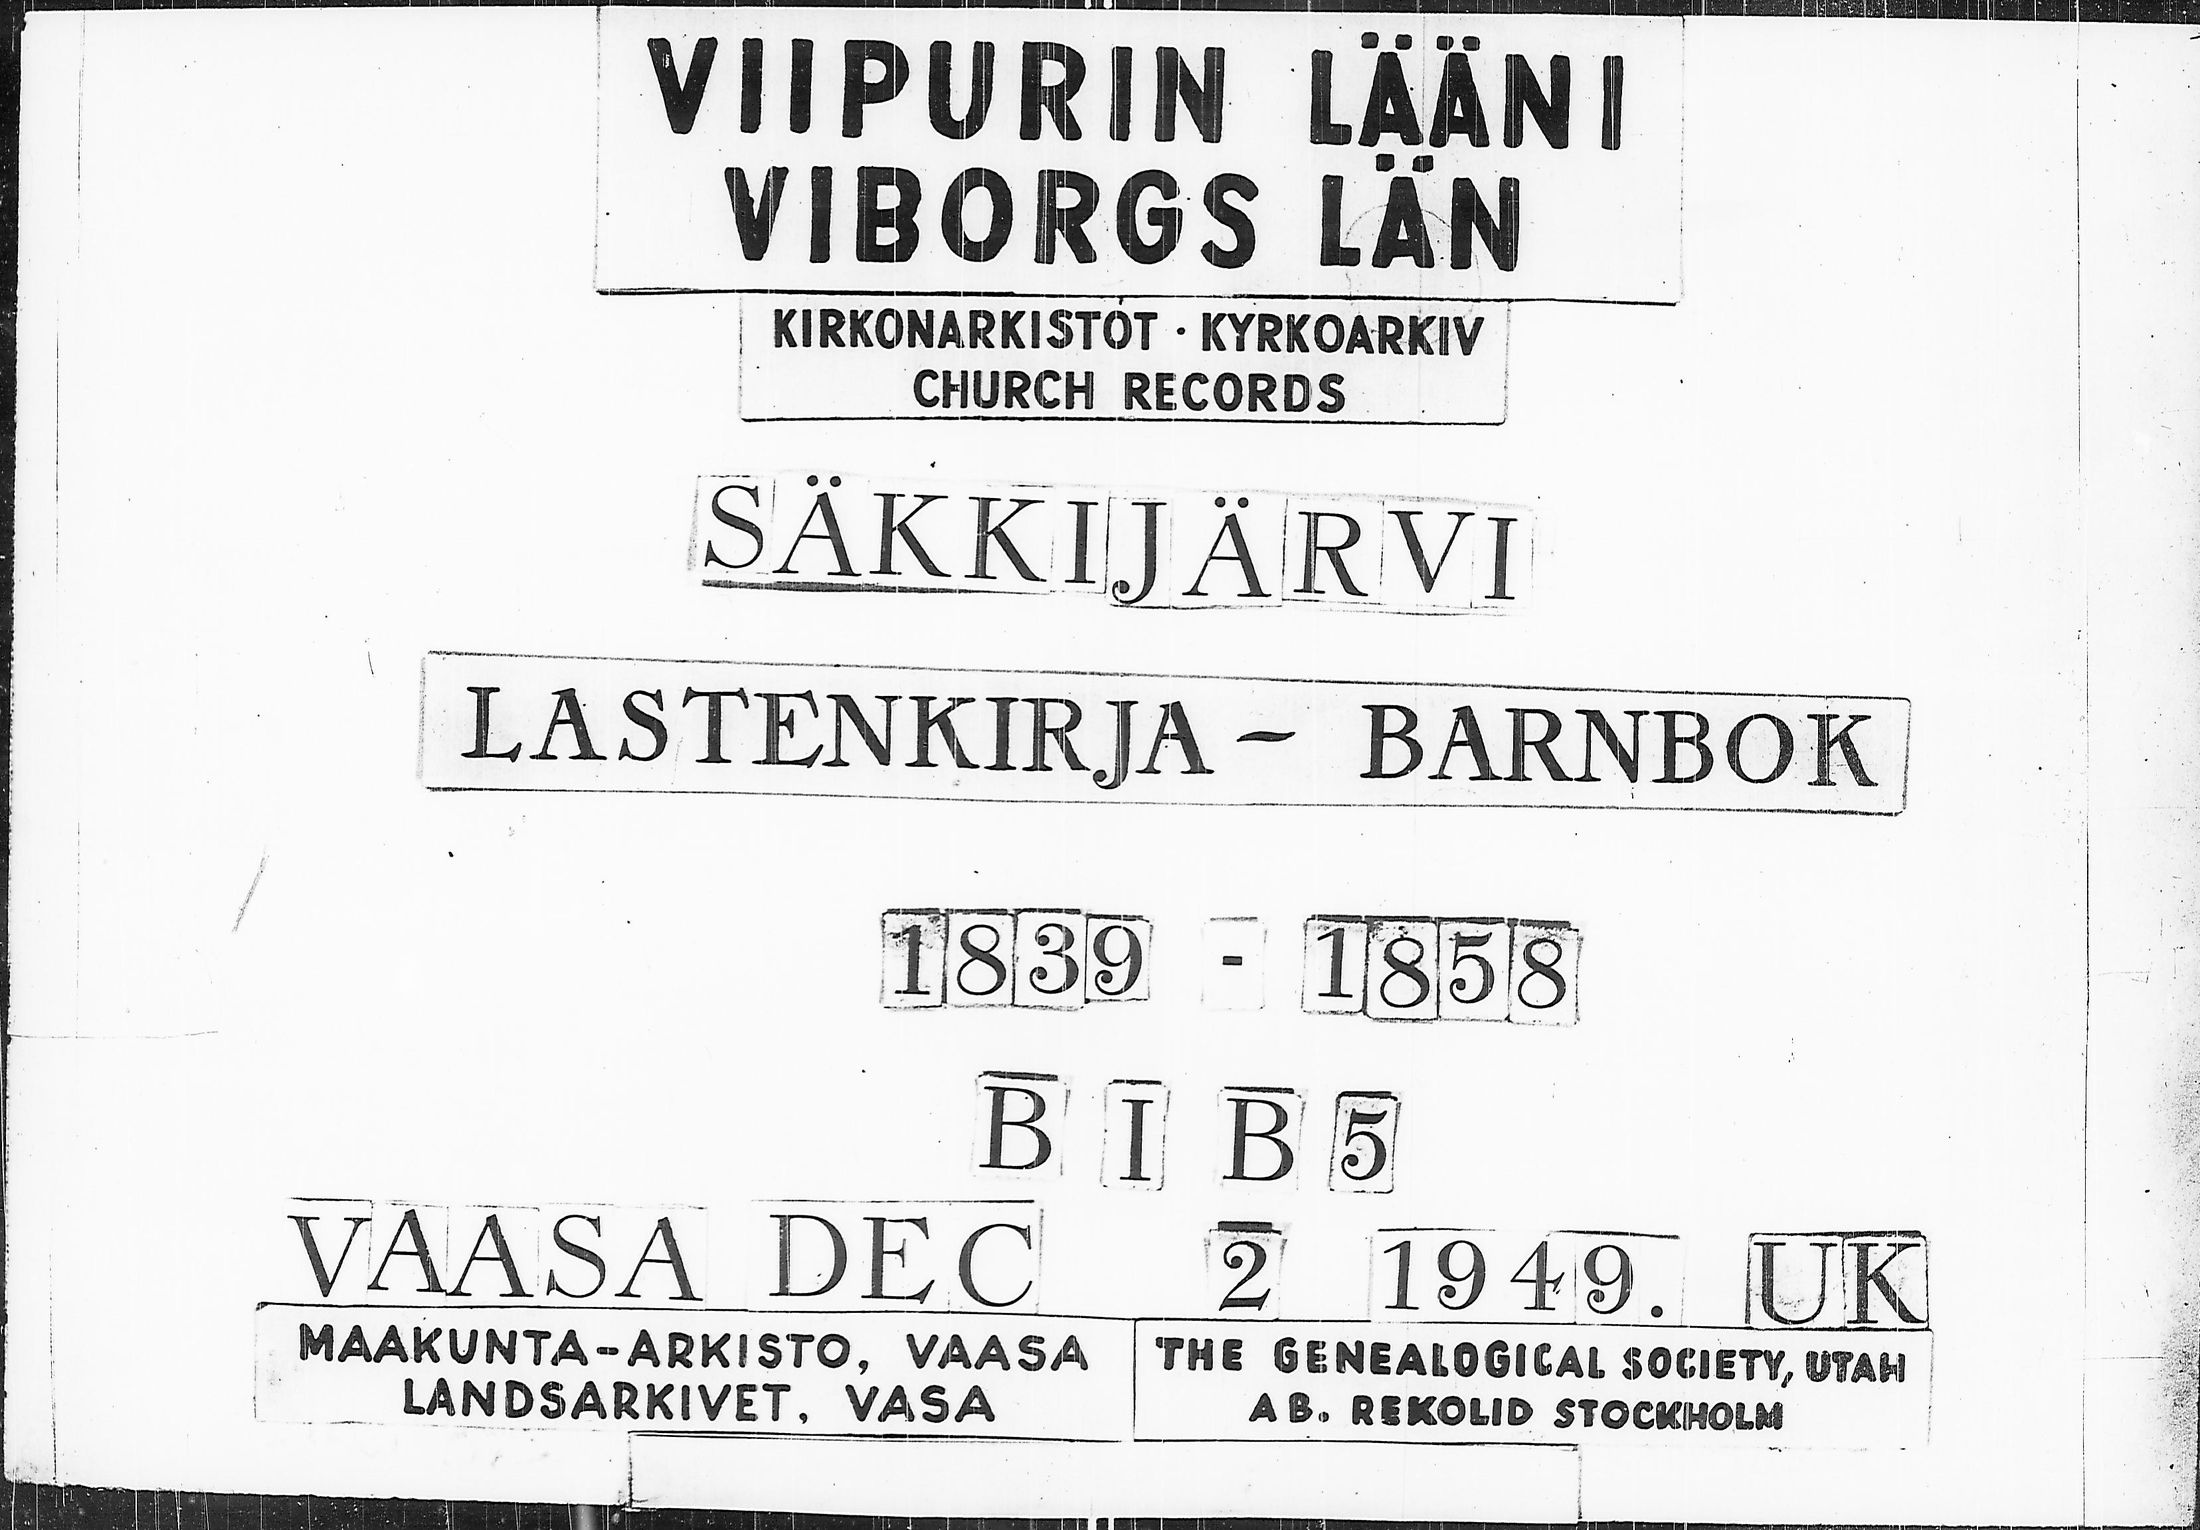 VIIPURIN LÄÄNI
VIBORGS LÄN
KIRKONARKISTOT · KYRKOARKIV
CHURCH RECORDS
SÄKKIJÄRVI
LASTENKIRJA - BARNBOK
1839 - 1858
B I B 5
VAASA DEC 2 1949. UK
MAAKUNTA-ARKISTO, VAASA
LANDSARKIVET, VASA
THE GENEALOGICAL SOCIETY, UTAH
AB. REKOLID STOCKHOLM